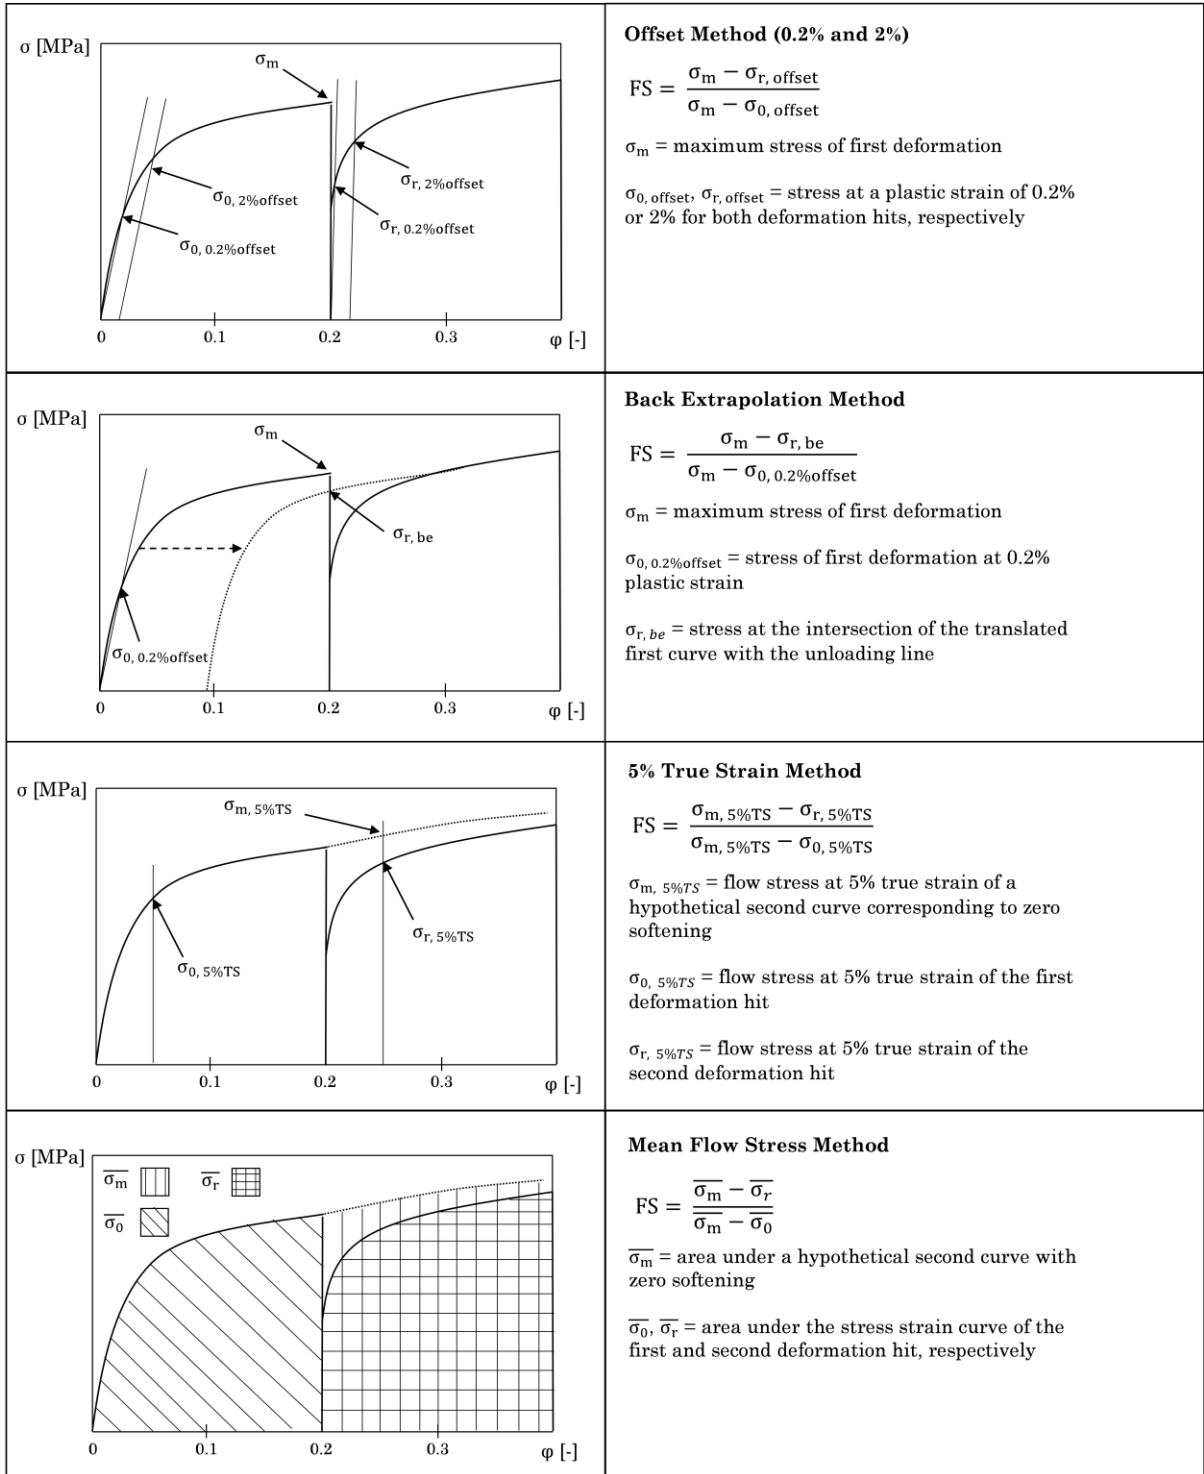 σ [MPa]
σm
σ0, 2%offset
σ0, 0.2%offset
σr, 2%offset
σr, 0.2%offset
0 0.1 0.2 0.3 φ [-]
Offset Method (0.2% and 2%)
FS = (σm − σr, offset) / (σm − σ0, offset)
σm = maximum stress of first deformation
σ0, offset, σr, offset = stress at a plastic strain of 0.2%
or 2% for both deformation hits, respectively
σ [MPa]
σm
σr, be
σ0, 0.2%offset
0 0.1 0.2 0.3 φ [-]
Back Extrapolation Method
FS = (σm − σr, be) / (σm − σ0, 0.2%offset)
σm = maximum stress of first deformation
σ0, 0.2%offset = stress of first deformation at 0.2%
plastic strain
σr, be = stress at the intersection of the translated
first curve with the unloading line
σ [MPa]
σm, 5%TS
σ0, 5%TS
σr, 5%TS
0 0.1 0.2 0.3 φ [-]
5% True Strain Method
FS = (σm, 5%TS − σr, 5%TS) / (σm, 5%TS − σ0, 5%TS)
σm, 5%TS = flow stress at 5% true strain of a
hypothetical second curve corresponding to zero
softening
σ0, 5%TS = flow stress at 5% true strain of the first
deformation hit
σr, 5%TS = flow stress at 5% true strain of the
second deformation hit
σ [MPa]
σ̅m σ̅r
σ̅0
0 0.1 0.2 0.3 φ [-]
Mean Flow Stress Method
FS = (σ̅m − σ̅r) / (σ̅m − σ̅0)
σ̅m = area under a hypothetical second curve with
zero softening
σ̅0, σ̅r = area under the stress strain curve of the
first and second deformation hit, respectively